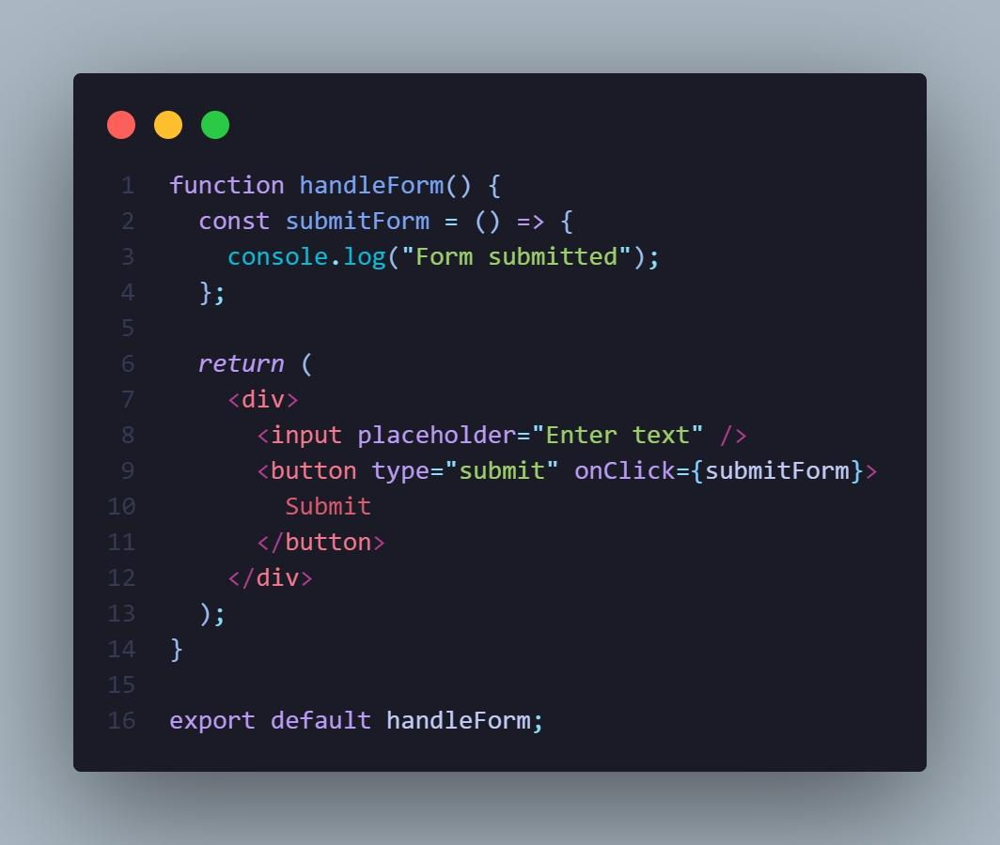 1 function handleForm() {
2   const submitForm = () => {
3     console.log("Form submitted");
4   };
5
6   return (
7     <div>
8       <input placeholder="Enter text" />
9       <button type="submit" onClick={submitForm}>
10         Submit
11       </button>
12     </div>
13   );
14 }
15
16 export default handleForm;